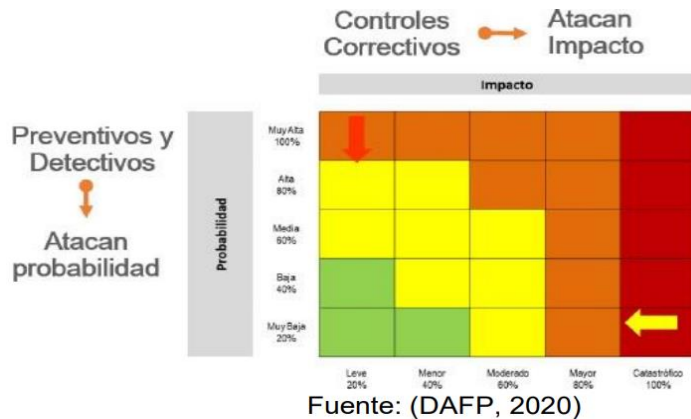 Controles
Correctivos
Atacan
Impacto
Impacto
Preventivos y
Detectivos
Atacan
probabilidad
Probabilidad
Muy Alta
100%
Alta
80%
Media
60%
Baja
40%
Muy Baja
20%
Leve
20%
Menor
40%
Moderado
60%
Mayor
80%
Catastrófico
100%
Fuente: (DAFP, 2020)